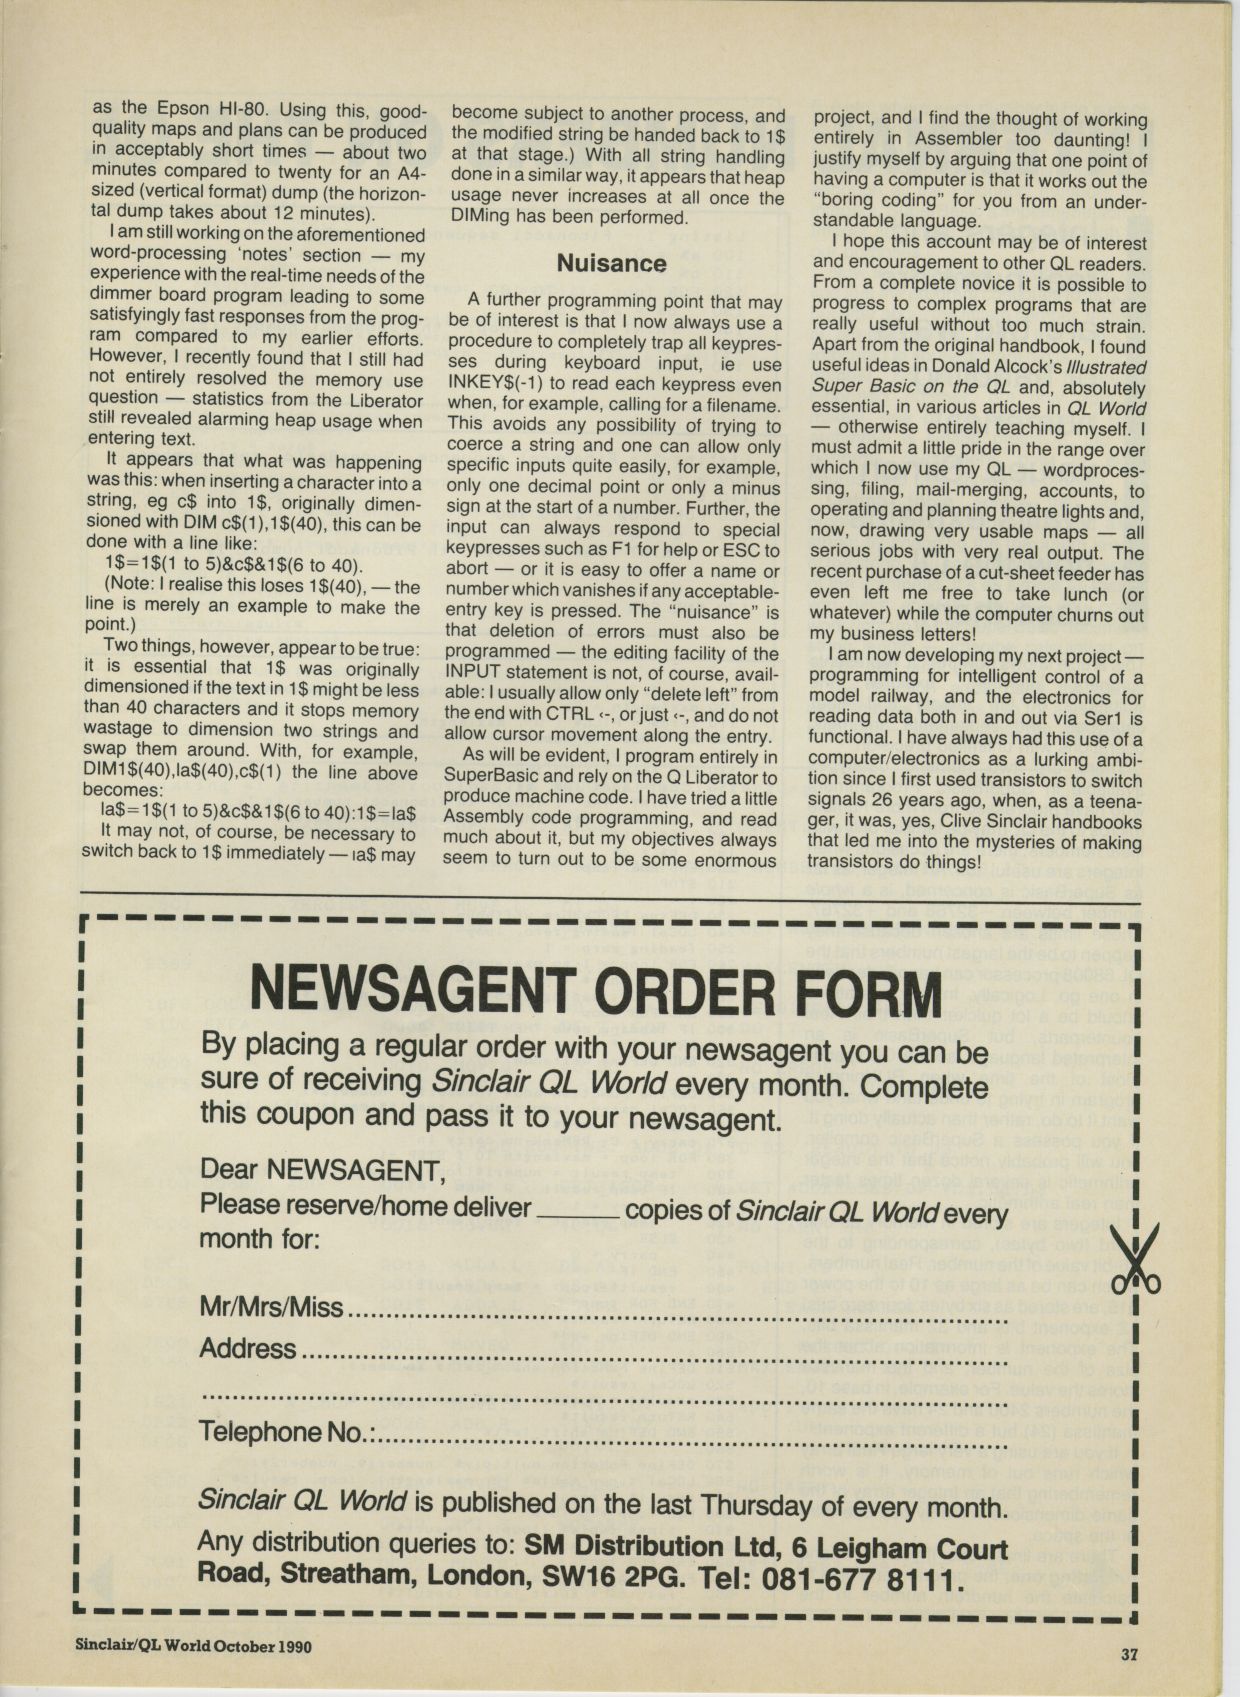 as the Epson HI-80. Using this, good-
quality maps and plans can be produced
in acceptably short times — about two
minutes compared to twenty for an A4-
sized (vertical format) dump (the horizon-
tal dump takes about 12 minutes).
I am still working on the aforementioned
word-processing ‘notes’ section — my
experience with the real-time needs of the
dimmer board program leading to some
satisfyingly fast responses from the prog-
ram compared to my earlier efforts.
However, I recently found that I still had
not entirely resolved the memory use
question — statistics from the Liberator
still revealed alarming heap usage when
entering text.
It appears that what was happening
was this: when inserting a character into a
string, eg c$ into 1$, originally dimen-
sioned with DIM c$(1),1$(40), this can be
done with a line like:
1$=1$(1 to 5)&c$&1$(6 to 40).
(Note: I realise this loses 1$(40), — the
line is merely an example to make the
point.)
Two things, however, appear to be true:
it is essential that 1$ was originally
dimensioned if the text in 1$ might be less
than 40 characters and it stops memory
wastage to dimension two strings and
swap them around. With, for example,
DIM1$(40),la$(40),c$(1) the line above
becomes:
la$=1$(1 to 5)&c$&1$(6 to 40):1$=la$
It may not, of course, be necessary to
switch back to 1$ immediately — la$ may
become subject to another process, and
the modified string be handed back to 1$
at that stage.) With all string handling
done in a similar way, it appears that heap
usage never increases at all once the
DIMing has been performed.
Nuisance
A further programming point that may
be of interest is that I now always use a
procedure to completely trap all keypres-
ses during keyboard input, ie use
INKEY$(-1) to read each keypress even
when, for example, calling for a filename.
This avoids any possibility of trying to
coerce a string and one can allow only
specific inputs quite easily, for example,
only one decimal point or only a minus
sign at the start of a number. Further, the
input can always respond to special
keypresses such as F1 for help or ESC to
abort — or it is easy to offer a name or
number which vanishes if any acceptable-
entry key is pressed. The “nuisance” is
that deletion of errors must also be
programmed — the editing facility of the
INPUT statement is not, of course, avail-
able: I usually allow only “delete left” from
the end with CTRL ‹-, or just ‹-, and do not
allow cursor movement along the entry.
As will be evident, I program entirely in
SuperBasic and rely on the Q Liberator to
produce machine code. I have tried a little
Assembly code programming, and read
much about it, but my objectives always
seem to turn out to be some enormous
project, and I find the thought of working
entirely in Assembler too daunting! I
justify myself by arguing that one point of
having a computer is that it works out the
“boring coding” for you from an under-
standable language.
I hope this account may be of interest
and encouragement to other QL readers.
From a complete novice it is possible to
progress to complex programs that are
really useful without too much strain.
Apart from the original handbook, I found
useful ideas in Donald Alcock’s Illustrated
Super Basic on the QL and, absolutely
essential, in various articles in QL World
— otherwise entirely teaching myself. I
must admit a little pride in the range over
which I now use my QL — wordproces-
sing, filing, mail-merging, accounts, to
operating and planning theatre lights and,
now, drawing very usable maps — all
serious jobs with very real output. The
recent purchase of a cut-sheet feeder has
even left me free to take lunch (or
whatever) while the computer churns out
my business letters!
I am now developing my next project —
programming for intelligent control of a
model railway, and the electronics for
reading data both in and out via Ser1 is
functional. I have always had this use of a
computer/electronics as a lurking ambi-
tion since I first used transistors to switch
signals 26 years ago, when, as a teena-
ger, it was, yes, Clive Sinclair handbooks
that led me into the mysteries of making
transistors do things!
NEWSAGENT ORDER FORM
By placing a regular order with your newsagent you can be
sure of receiving Sinclair QL World every month. Complete
this coupon and pass it to your newsagent.
Dear NEWSAGENT,
Please reserve/home deliver ______ copies of Sinclair QL World every
month for:
Mr/Mrs/Miss
Address
Telephone No.:
Sinclair QL World is published on the last Thursday of every month.
Any distribution queries to: SM Distribution Ltd, 6 Leigham Court
Road, Streatham, London, SW16 2PG. Tel: 081-677 8111.
Sinclair/QL World October 1990
37